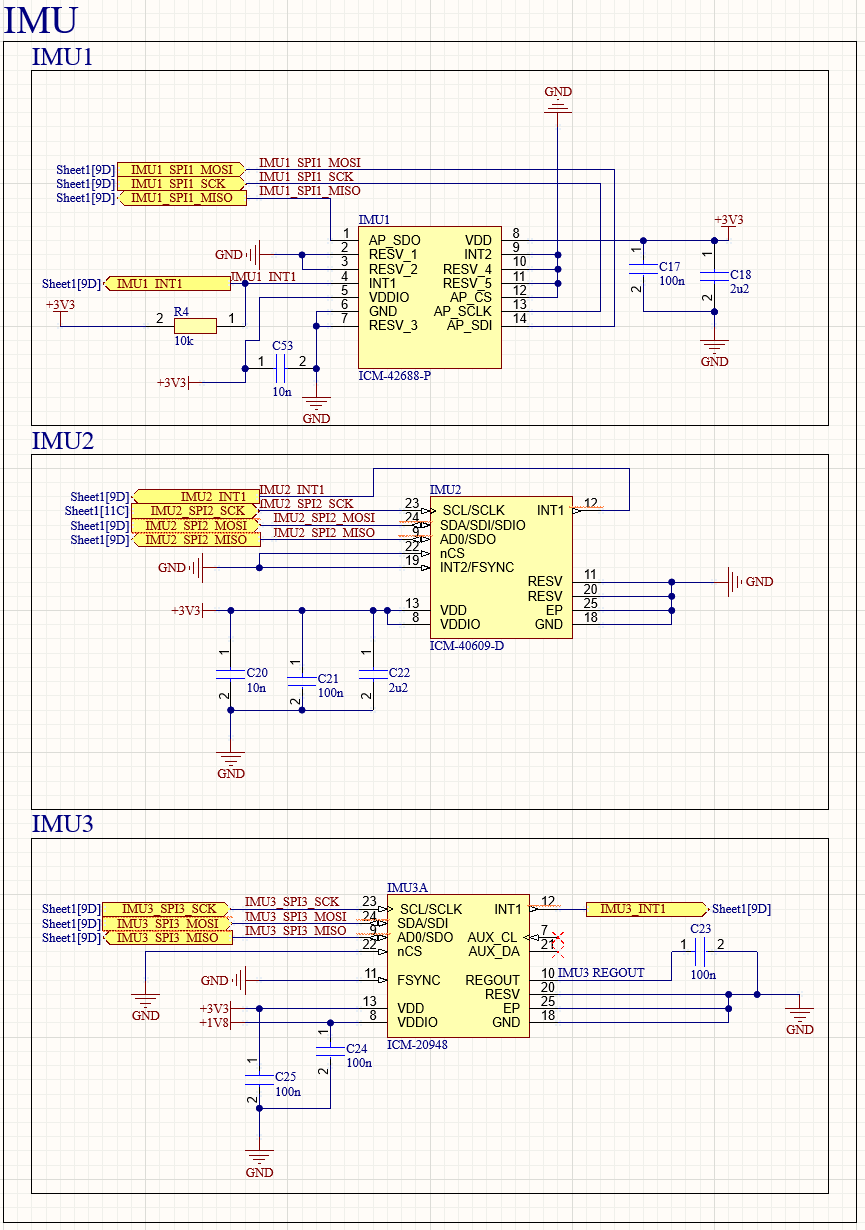 IMU
IMU1
GND
Sheet1[9D] IMU1_SPI1_MOSI IMU1_SPI1_MOSI
Sheet1[9D] IMU1_SPI1_SCK IMU1_SPI1_SCK
Sheet1[9D] IMU1_SPI1_MISO IMU1_SPI1_MISO
IMU1
+3V3
1 AP_SDO VDD 8
GND 2 RESV_1 INT2 9
3 RESV_2 RESV_4 10
Sheet1[9D] IMU1_INT1 IMU1_INT1 4 INT1 RESV_5 11
5 VDDIO AP_CS 12
6 GND AP_SCLK 13
7 RESV_3 AP_SDI 14
1 C17 100n 2
1 C18 2u2 2
GND
+3V3
2 R4 1
10k
C53
1 2
10n
+3V3
GND
ICM-42688-P
IMU2
Sheet1[9D] IMU2_INT1 IMU2_INT1
Sheet1[11C] IMU2_SPI2_SCK IMU2_SPI2_SCK
Sheet1[9D] IMU2_SPI2_MOSI IMU2_SPI2_MOSI
Sheet1[9D] IMU2_SPI2_MISO IMU2_SPI2_MISO
IMU2
23 SCL/SCLK INT1 12
24 SDA/SDI/SDIO
9 AD0/SDO
22 nCS
GND 19 INT2/FSYNC
RESV 11 GND
RESV 20
+3V3 13 VDD EP 25
8 VDDIO GND 18
ICM-40609-D
1 C20 10n 2
1 C21 100n 2
1 C22 2u2 2
GND
IMU3
IMU3A
Sheet1[9D] IMU3_SPI3_SCK IMU3_SPI3_SCK 23 SCL/SCLK INT1 12 IMU3_INT1 Sheet1[9D]
Sheet1[9D] IMU3_SPI3_MOSI IMU3_SPI3_MOSI 24 SDA/SDI
Sheet1[9D] IMU3_SPI3_MISO IMU3_SPI3_MISO 9 AD0/SDO AUX_CL 7
22 nCS AUX_DA 21
C23
1 2
100n
GND
GND 11 FSYNC REGOUT 10 IMU3 REGOUT
RESV 20
+3V3 13 VDD EP 25
+1V8 8 VDDIO GND 18
GND
ICM-20948
1 C24 100n 2
1 C25 100n 2
GND